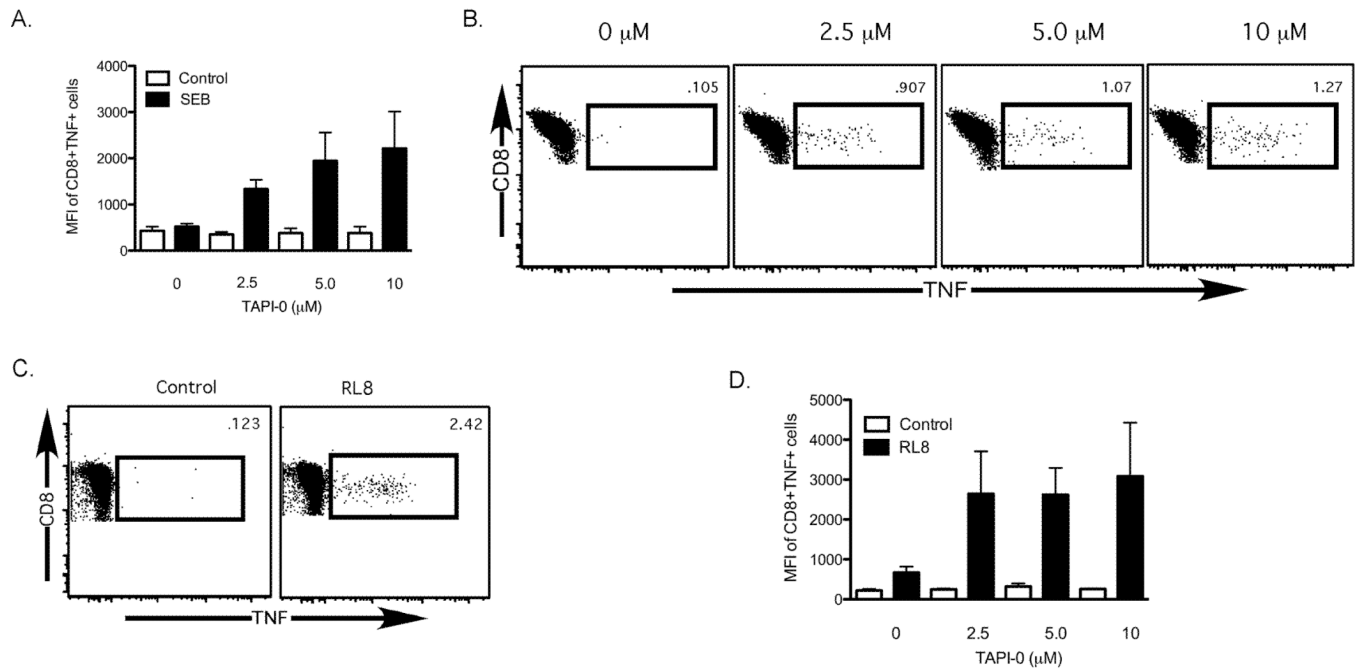 A.
MFI of CD8+TNF+ cells
4000
3000
2000
1000
0
Control
SEB
0 2.5 5.0 10
TAPI-0 (µM)
B.
0 µM 2.5 µM 5.0 µM 10 µM
.105 .907 1.07 1.27
CD8
TNF
C.
Control RL8
.123 2.42
CD8
TNF
D.
MFI of CD8+TNF+ cells
5000
4000
3000
2000
1000
0
Control
RL8
0 2.5 5.0 10
TAPI-0 (µM)